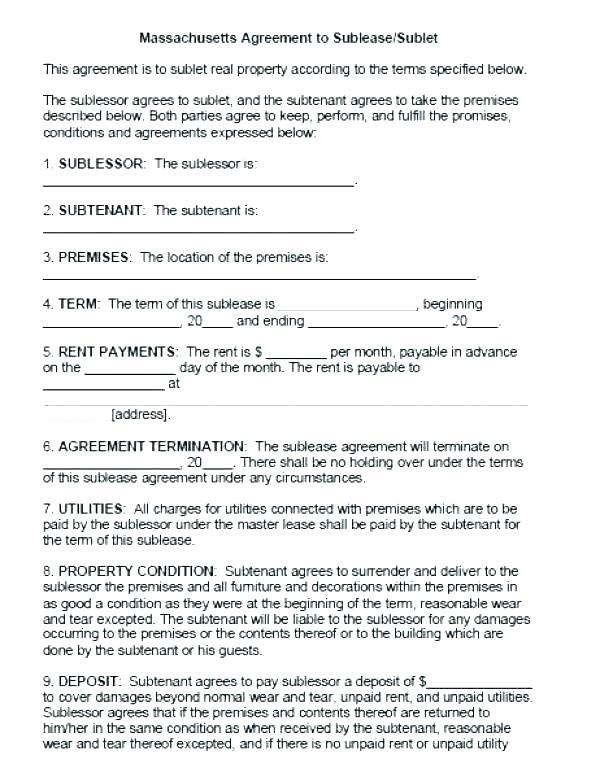 Massachusetts Agreement to Sublease/Sublet
This agreement is to sublet real property according to the terms specified below.
The sublessor agrees to sublet, and the subtenant agrees to take the premises
described below. Both parties agree to keep, perform, and fulfill the promises,
conditions and agreements expressed below:
1. SUBLESSOR: The sublessor is:
________________________________________.
2. SUBTENANT: The subtenant is:
________________________________________.
3. PREMISES: The location of the premises is:
________________________________________________________.
4. TERM: The term of this sublease is __________________, beginning
__________________, 20____ and ending __________________, 20____.
5. RENT PAYMENTS: The rent is $ ________ per month, payable in advance
on the ____________ day of the month. The rent is payable to
________________ at
________________________________________________________________
[address].
6. AGREEMENT TERMINATION: The sublease agreement will terminate on
__________________, 20____. There shall be no holding over under the terms
of this sublease agreement under any circumstances.
7. UTILITIES: All charges for utilities connected with premises which are to be
paid by the sublessor under the master lease shall be paid by the subtenant for
the term of this sublease.
8. PROPERTY CONDITION: Subtenant agrees to surrender and deliver to the
sublessor the premises and all furniture and decorations within the premises in
as good a condition as they were at the beginning of the term, reasonable wear
and tear excepted. The subtenant will be liable to the sublessor for any damages
occurring to the premises or the contents thereof or to the building which are
done by the subtenant or his guests.
9. DEPOSIT: Subtenant agrees to pay sublessor a deposit of $______________
to cover damages beyond normal wear and tear, unpaid rent, and unpaid utilities.
Sublessor agrees that if the premises and contents thereof are returned to
him/her in the same condition as when received by the subtenant, reasonable
wear and tear thereof excepted, and if there is no unpaid rent or unpaid utility